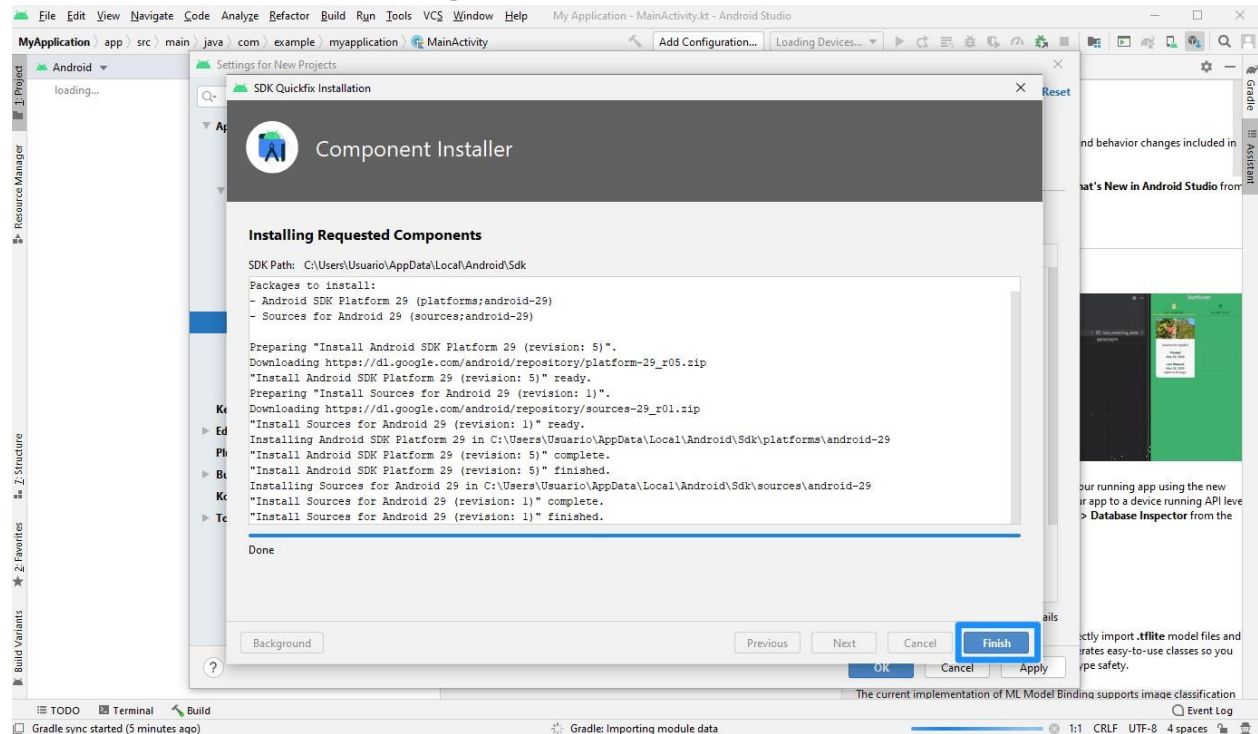 File Edit View Navigate Code Analyze Refactor Build Run Tools VCS Window Help My Application - MainActivity.kt - Android Studio
MyApplication app src main java com example myapplication MainActivity Add Configuration... Loading Devices...
1: Project
Resource Manager
Z: Structure
2: Favorites
Build Variants
Android
loading...
Settings for New Projects
Reset
Gradle
Assistant
SDK Quickfix Installation
Component Installer
Installing Requested Components
SDK Path: C:\Users\Usuario\AppData\Local\Android\Sdk
Packages to install:
- Android SDK Platform 29 (platforms;android-29)
- Sources for Android 29 (sources;android-29)
Preparing "Install Android SDK Platform 29 (revision: 5)".
Downloading https://dl.google.com/android/repository/platform-29_r05.zip
"Install Android SDK Platform 29 (revision: 5)" ready.
Preparing "Install Sources for Android 29 (revision: 1)".
Downloading https://dl.google.com/android/repository/sources-29_r01.zip
"Install Sources for Android 29 (revision: 1)" ready.
Installing Android SDK Platform 29 in C:\Users\Usuario\AppData\Local\Android\Sdk\platforms\android-29
"Install Android SDK Platform 29 (revision: 5)" complete.
"Install Android SDK Platform 29 (revision: 5)" finished.
Installing Sources for Android 29 in C:\Users\Usuario\AppData\Local\Android\Sdk\sources\android-29
"Install Sources for Android 29 (revision: 1)" complete.
"Install Sources for Android 29 (revision: 1)" finished.
Done
Background Previous Next Cancel Finish
? OK Cancel Apply
nd behavior changes included in
hat's New in Android Studio from
Sunflower
our running app using the new
ur app to a device running API leve
> Database Inspector from the
ails
ectly import .tflite model files and
erates easy-to-use classes so you
ype safety.
The current implementation of ML Model Binding supports image classification
TODO Terminal Build Event Log
Gradle sync started (5 minutes ago) Gradle: Importing module data 1:1 CRLF UTF-8 4 spaces